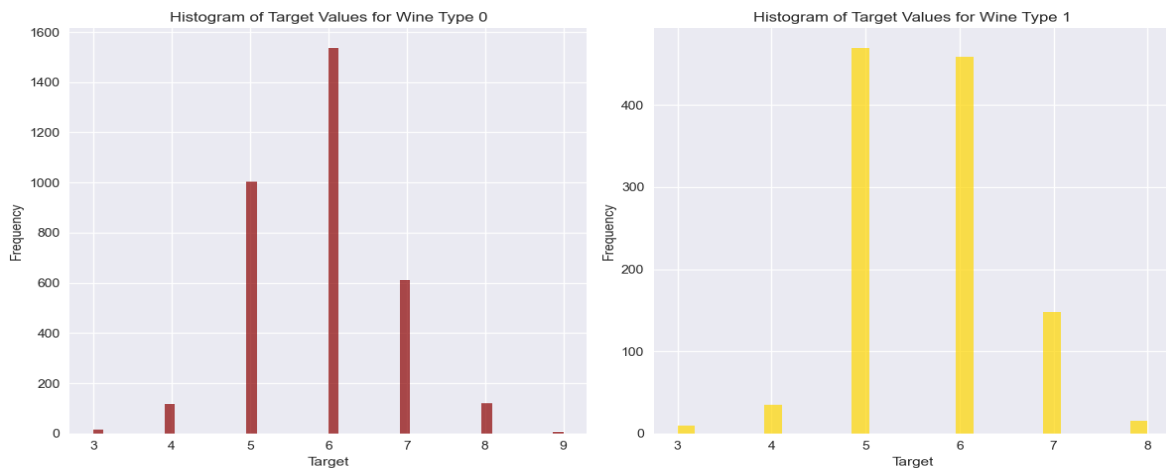 Histogram of Target Values for Wine Type 0
1600
1400
1200
1000
800
600
400
200
0
Frequency
3 4 5 6 7 8 9
Target
Histogram of Target Values for Wine Type 1
400
300
200
100
0
Frequency
3 4 5 6 7 8
Target